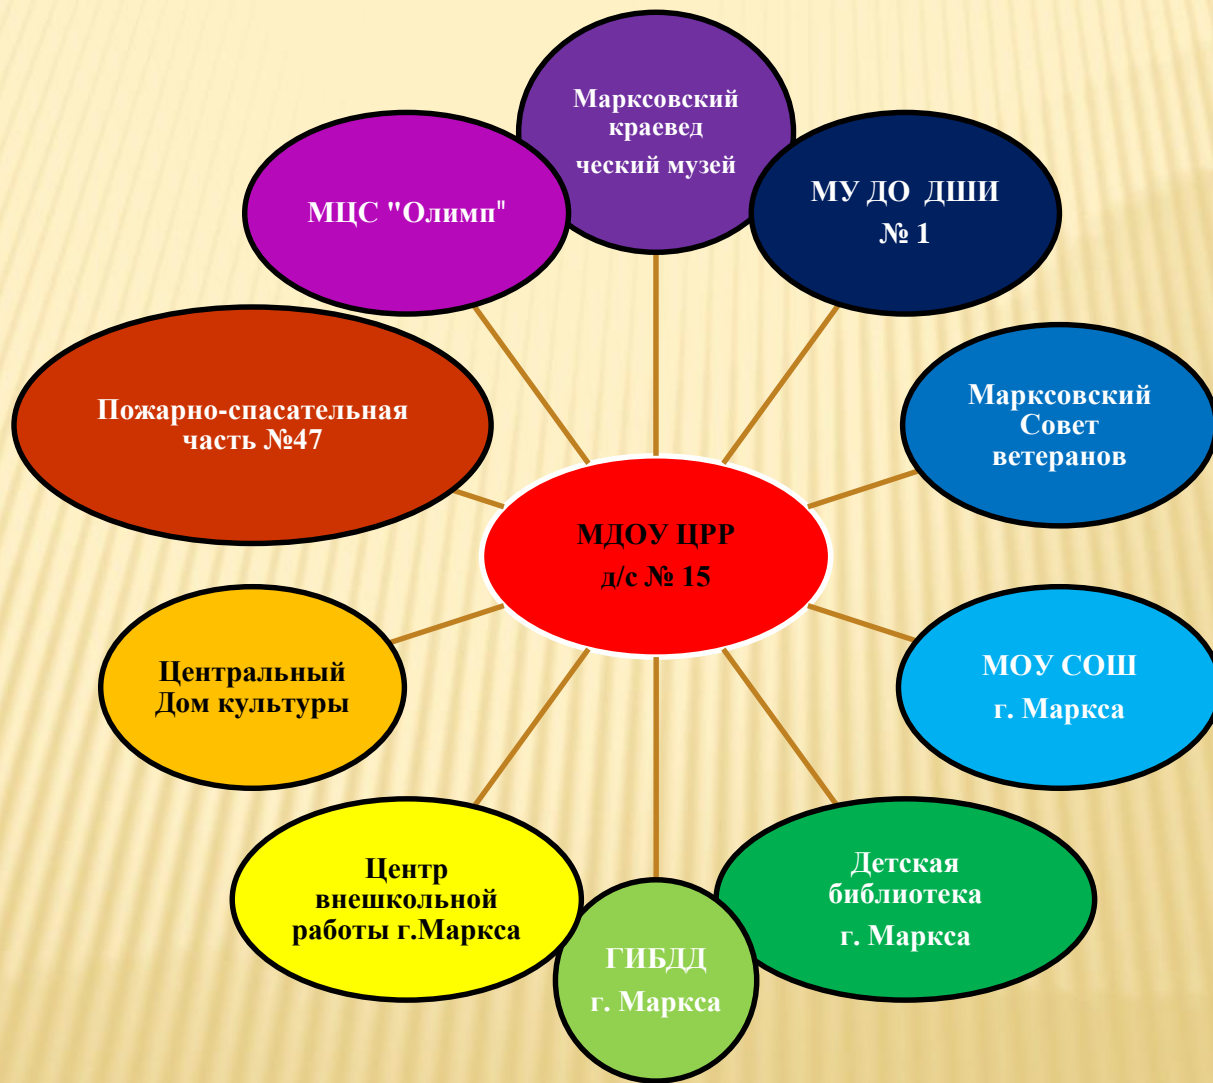 Марксовский
краевед
ческий музей
МЦС "Олимп"
МУ ДО ДШИ
№ 1
Пожарно-спасательная
часть №47
Марксовский
Совет
ветеранов
МДОУ ЦРР
д/с № 15
Центральный
Дом культуры
МОУ СОШ
г. Маркса
Центр
внешкольной
работы г.Маркса
Детская
библиотека
г. Маркса
ГИБДД
г. Маркса